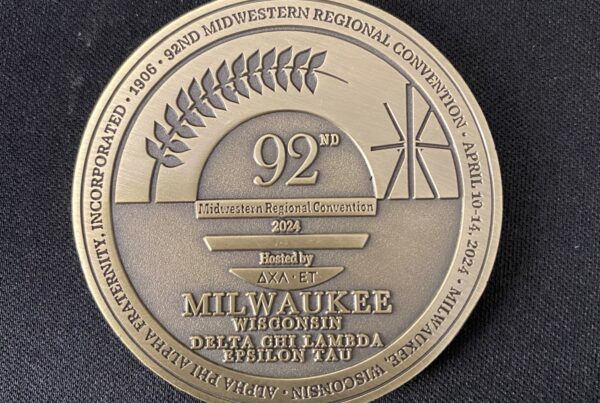 ALPHA PHI ALPHA FRATERNITY, INCORPORATED • 1906 • 92ND MIDWESTERN REGIONAL CONVENTION • APRIL 10-14, 2024 • MILWAUKEE, WISCONSIN •
92ND
Midwestern Regional Convention
2024
Hosted by
ΔΧΛ · ΕΤ
MILWAUKEE
WISCONSIN
DELTA CHI LAMBDA
EPSILON TAU